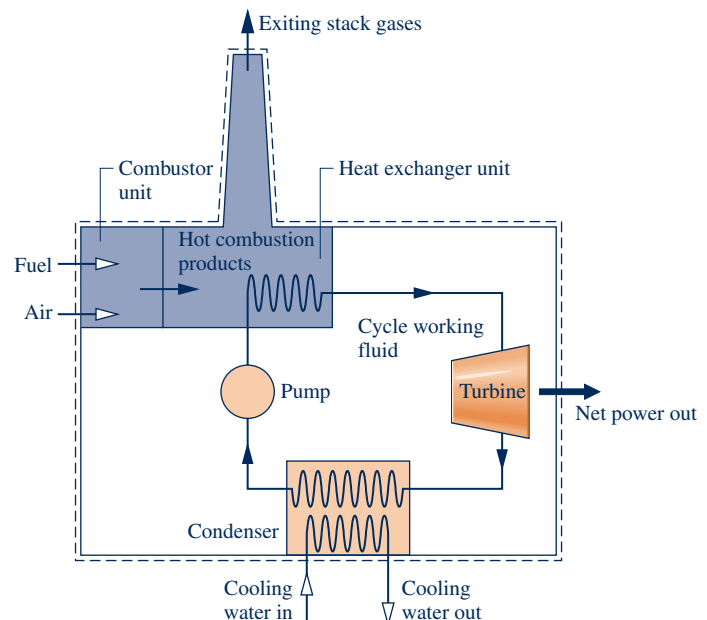 Exiting stack gases
Combustor
unit
Heat exchanger unit
Hot combustion
products
Fuel
Air
Cycle working
fluid
Pump
Turbine
Net power out
Condenser
Cooling
water in
Cooling
water out